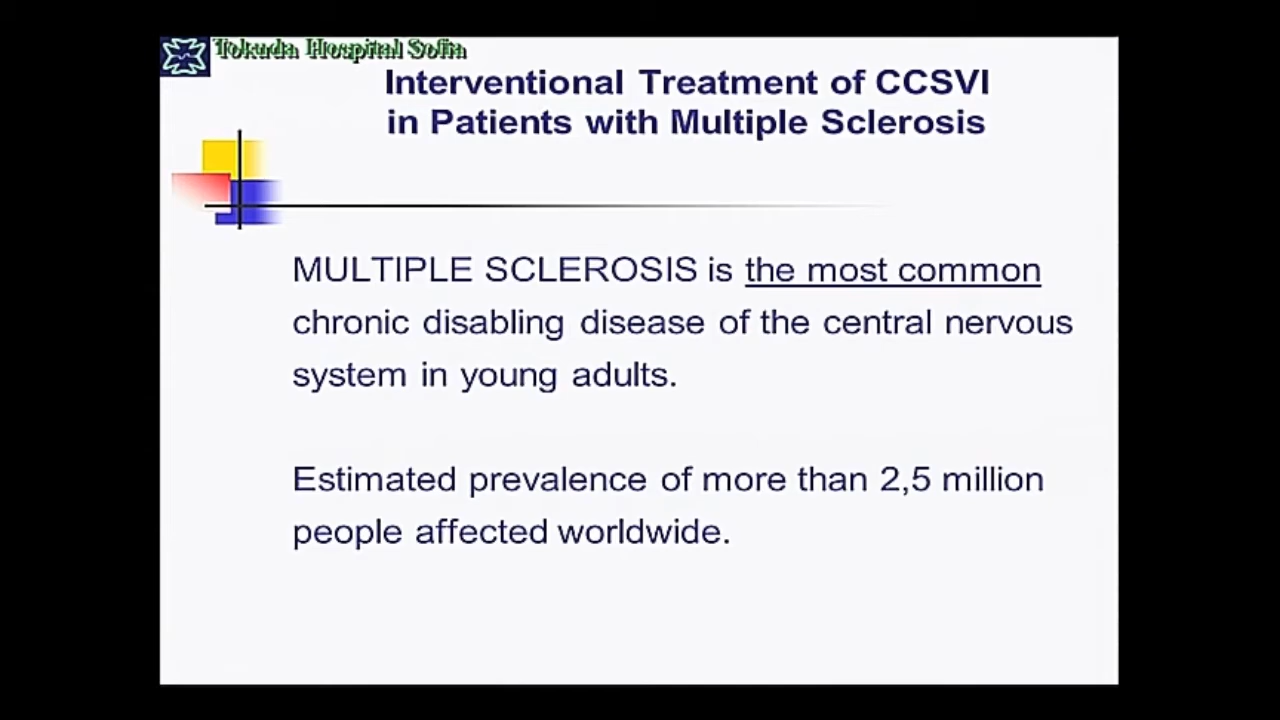 Tokuda Hospital Sofia
Interventional Treatment of CCSVI
in Patients with Multiple Sclerosis
MULTIPLE SCLEROSIS is the most common
chronic disabling disease of the central nervous
system in young adults.
Estimated prevalence of more than 2,5 million
people affected worldwide.